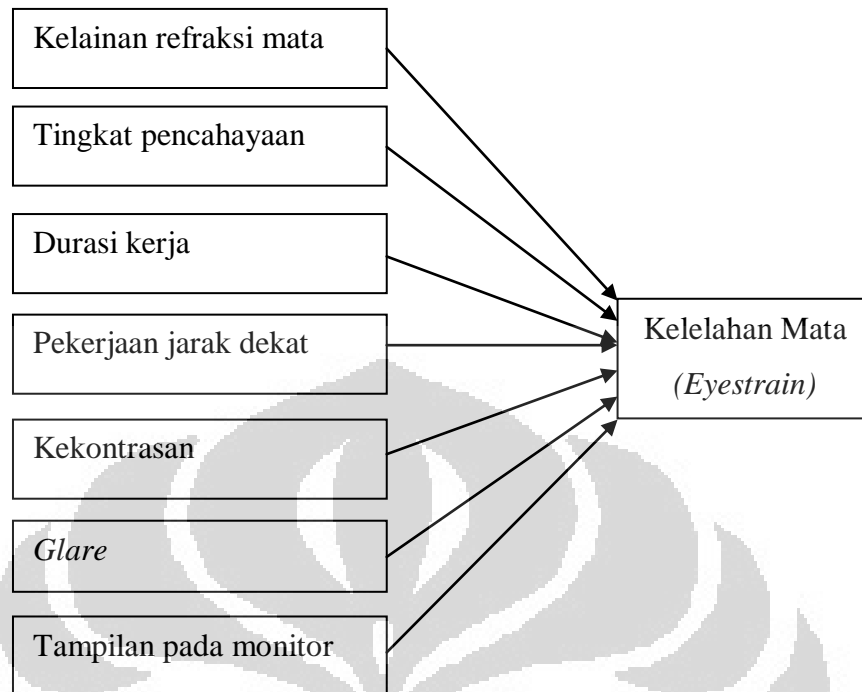 Kelainan refraksi mata
Tingkat pencahayaan
Durasi kerja
Pekerjaan jarak dekat
Kekontrasan
Glare
Tampilan pada monitor
Kelelahan Mata
(Eyestrain)